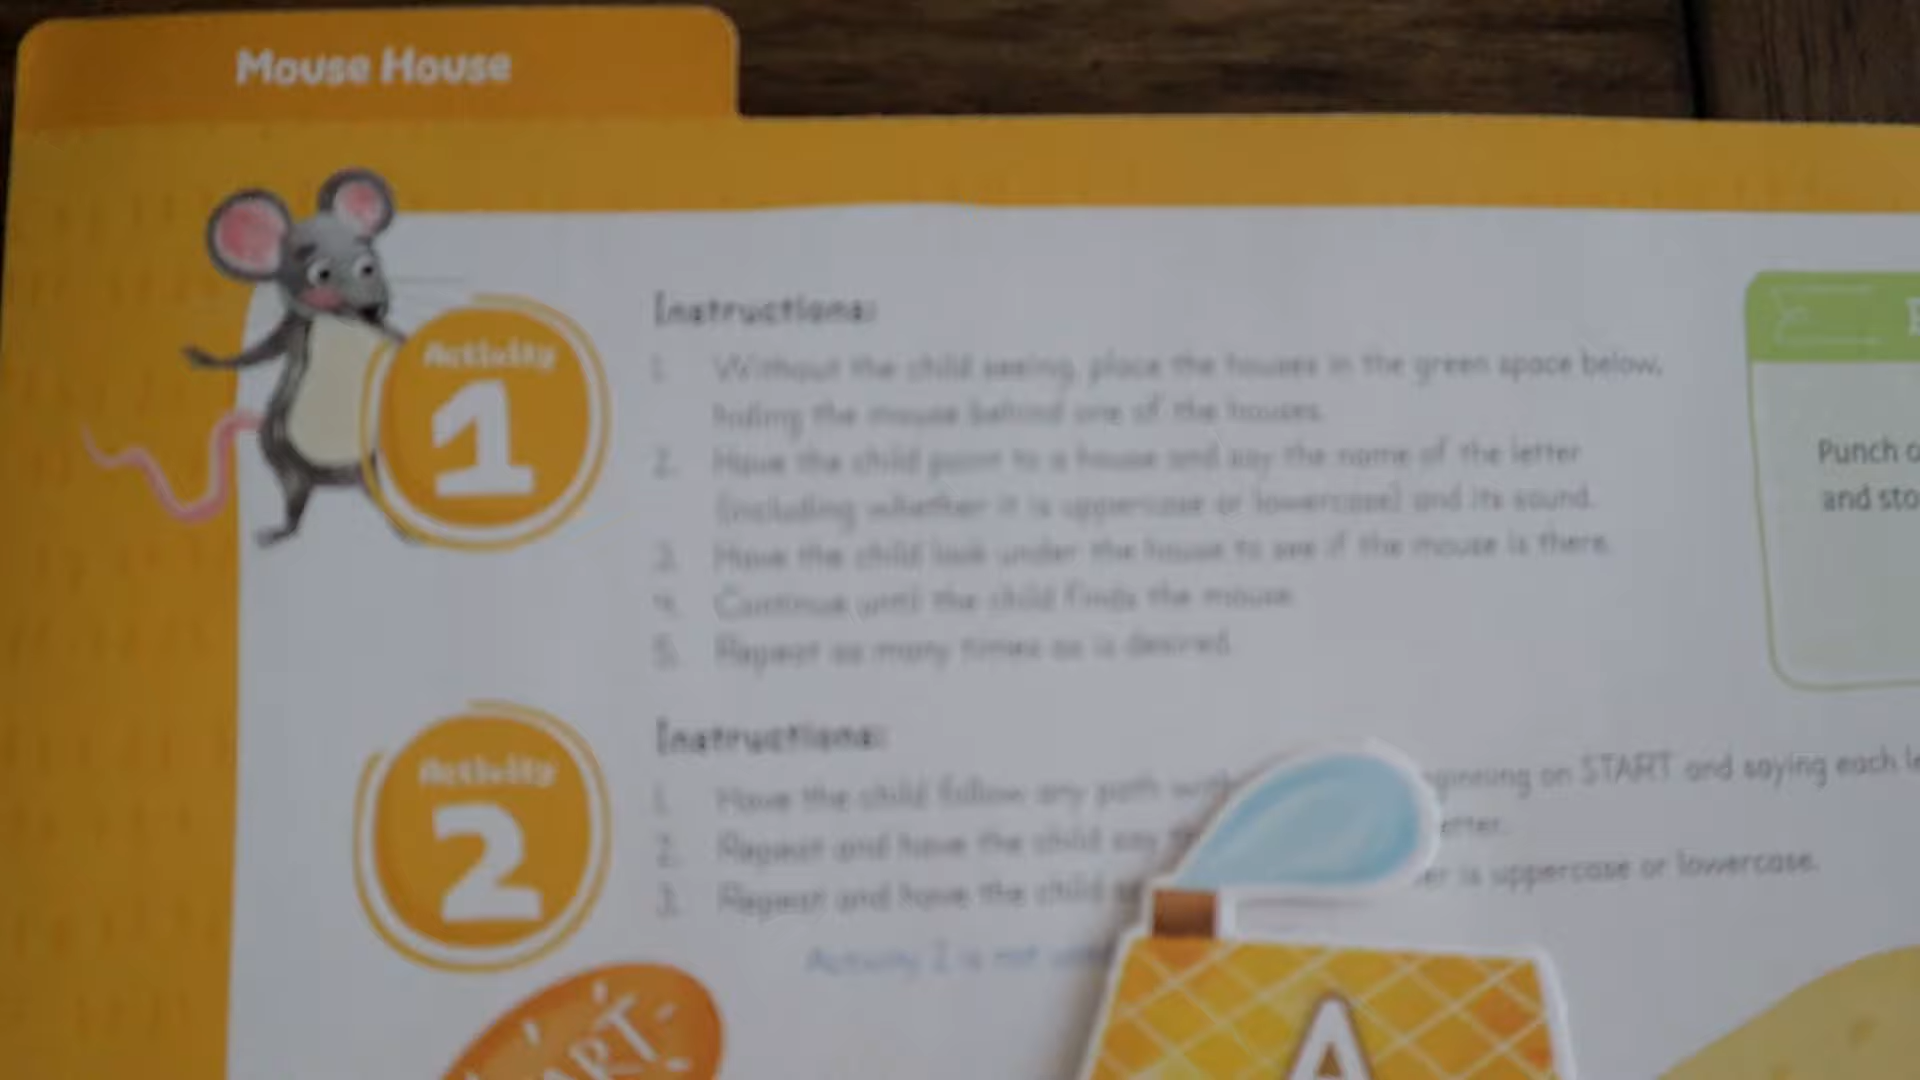 Mouse House
Activity
1
Instructions:
1. Without the child seeing, place the houses in the green space below,
hiding the mouse behind one of the houses.
2. Have the child point to a house and say the name of the letter
(including whether it is uppercase or lowercase) and its sound.
3. Have the child look under the house to see if the mouse is there.
4. Continue until the child finds the mouse.
5. Repeat as many times as is desired.
Punch
and
Activity
2
Instructions:
1. Have the child follow any path on START and saying each
2. Repeat and have the child say
3. Repeat and have the child is uppercase or lowercase.
Activity 2 is not
A